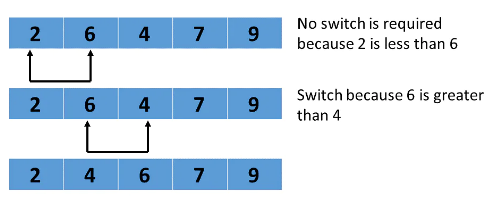 2 6 4 7 9
No switch is required
because 2 is less than 6
2 6 4 7 9
Switch because 6 is greater
than 4
2 4 6 7 9